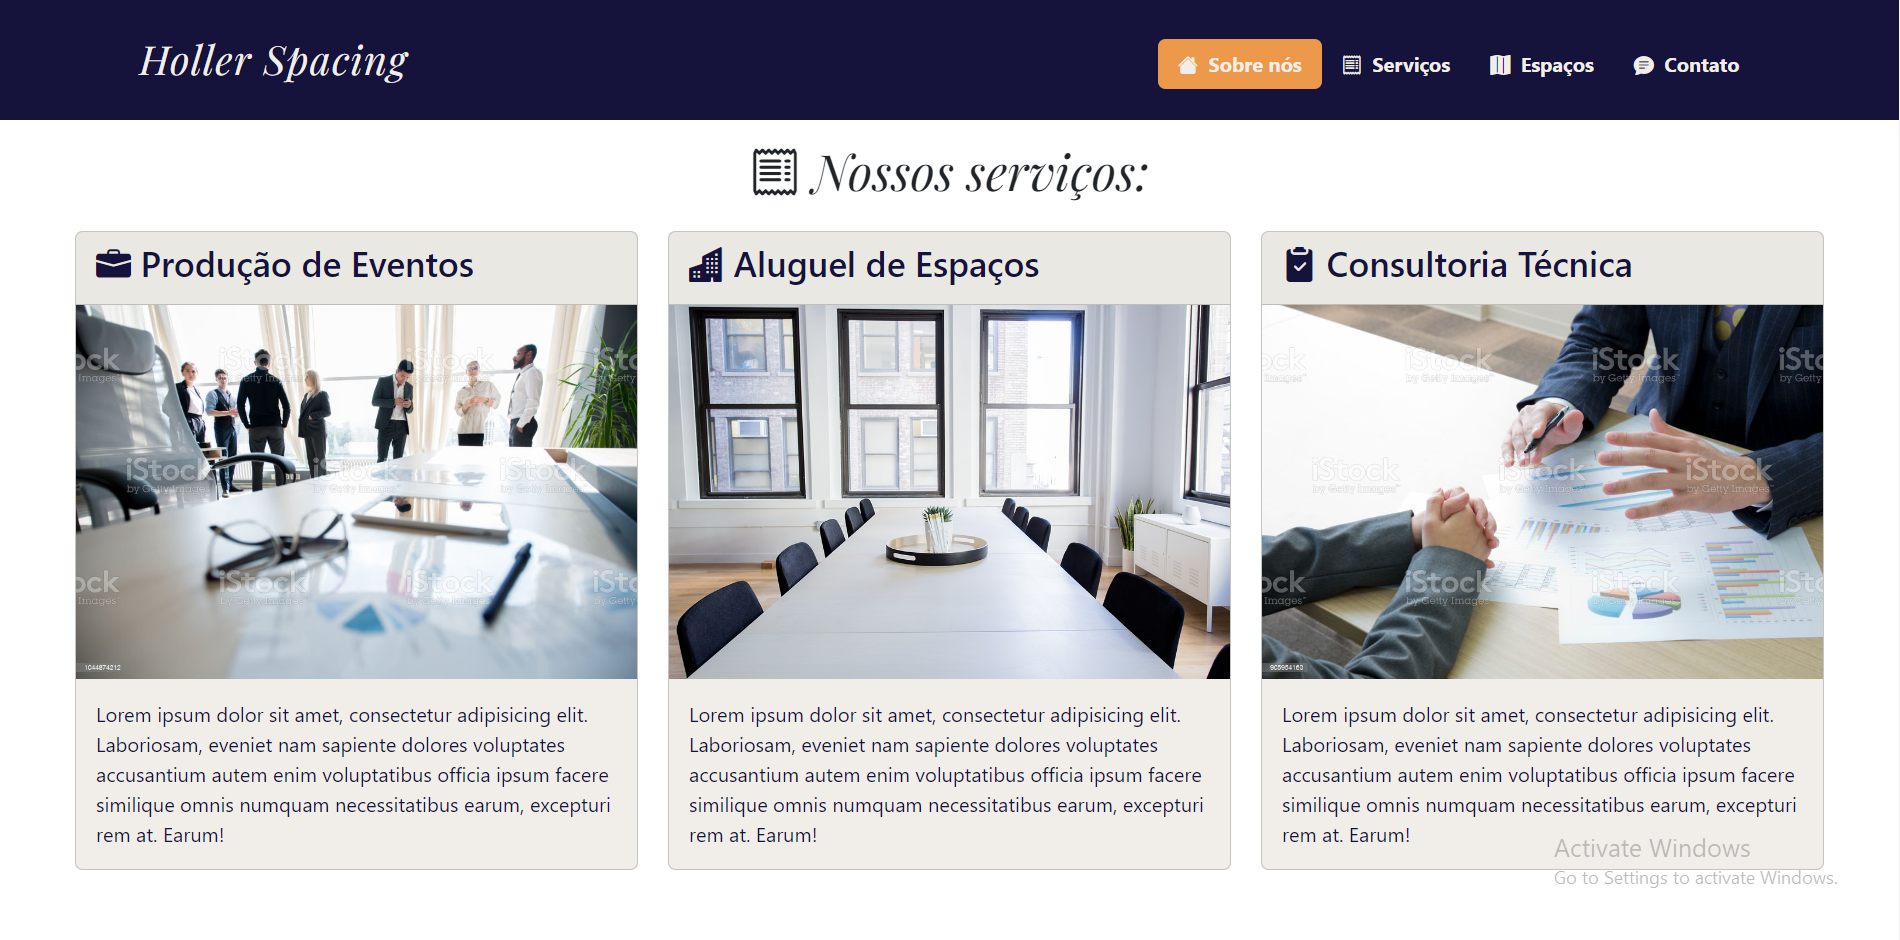 Holler Spacing
Sobre nós
Serviços
Espaços
Contato
Nossos serviços:
Produção de Eventos
iStock
by Getty Images
1044874212
Lorem ipsum dolor sit amet, consectetur adipisicing elit.
Laboriosam, eveniet nam sapiente dolores voluptates
accusantium autem enim voluptatibus officia ipsum facere
similique omnis numquam necessitatibus earum, excepturi
rem at. Earum!
Aluguel de Espaços
Lorem ipsum dolor sit amet, consectetur adipisicing elit.
Laboriosam, eveniet nam sapiente dolores voluptates
accusantium autem enim voluptatibus officia ipsum facere
similique omnis numquam necessitatibus earum, excepturi
rem at. Earum!
Consultoria Técnica
iStock
by Getty Images
Lorem ipsum dolor sit amet, consectetur adipisicing elit.
Laboriosam, eveniet nam sapiente dolores voluptates
accusantium autem enim voluptatibus officia ipsum facere
similique omnis numquam necessitatibus earum, excepturi
rem at. Earum!
Activate Windows
Go to Settings to activate Windows.